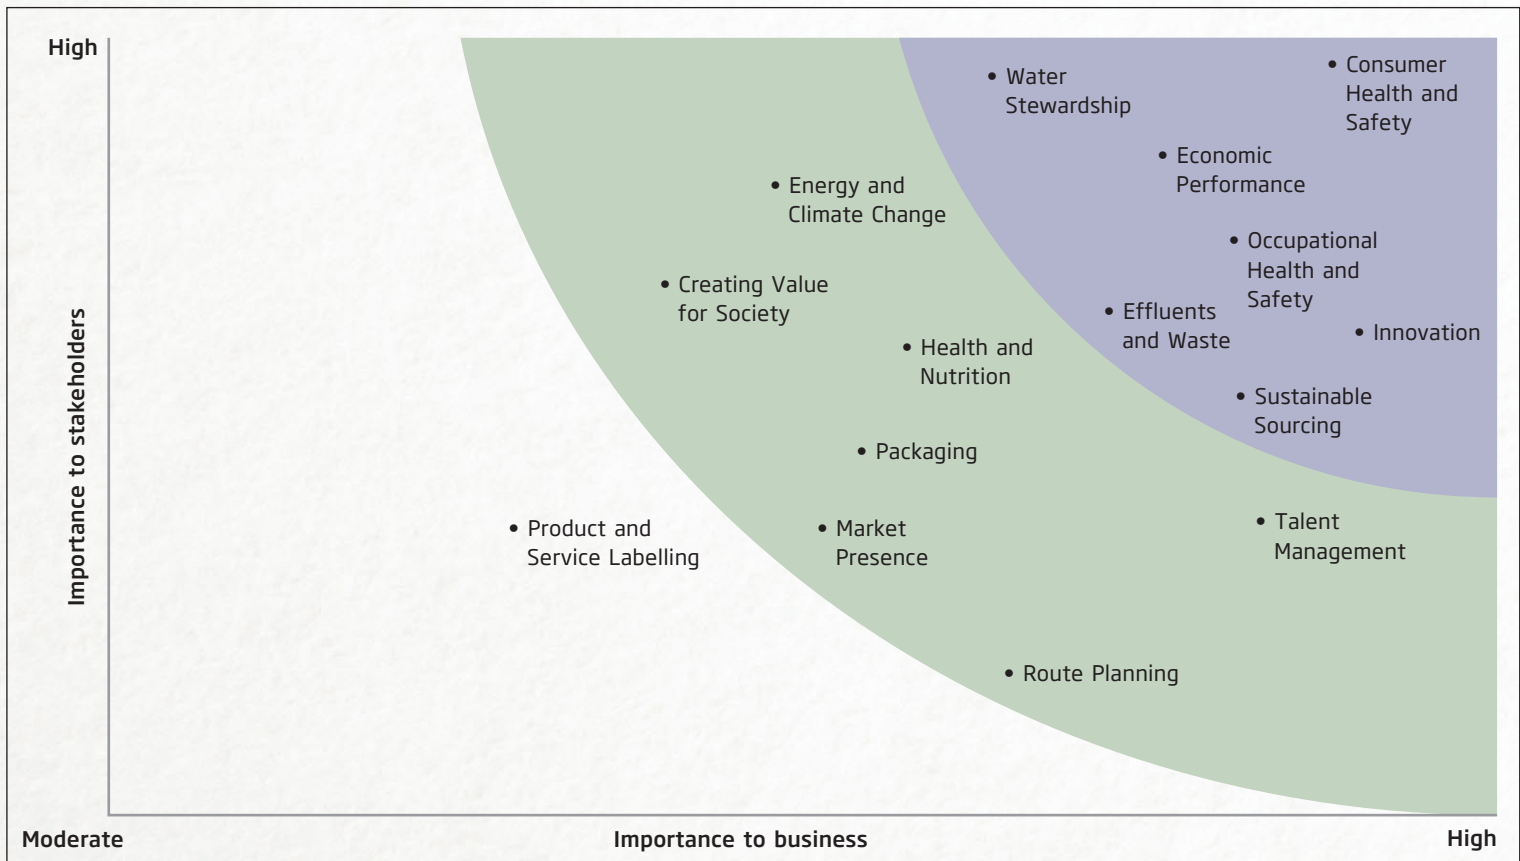 High
• Water
Stewardship
• Consumer
Health and
Safety
• Economic
Performance
• Energy and
Climate Change
• Occupational
Health and
Safety
• Creating Value
for Society
• Effluents
and Waste
• Innovation
• Health and
Nutrition
• Sustainable
Sourcing
• Packaging
• Product and
Service Labelling
• Market
Presence
• Talent
Management
• Route Planning
Importance to stakeholders
Moderate
Importance to business
High